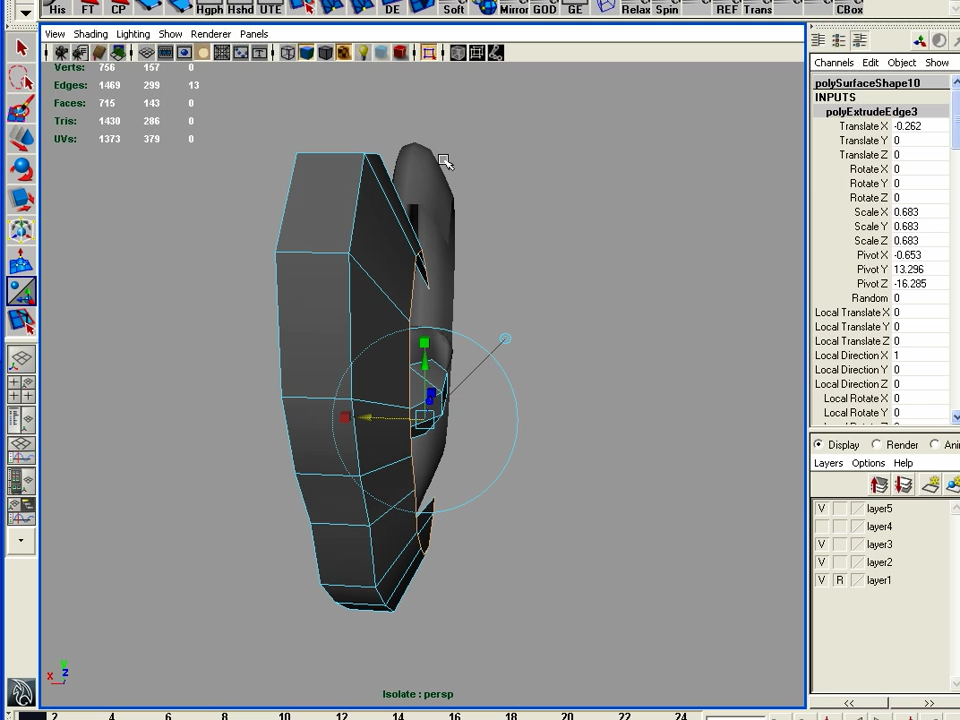 His FT CP Hgph Hshd UTE DE Soft Mirror GOD GE Relax Spin REF Trans CBox
View Shading Lighting Show Renderer Panels
Verts: 756 157 0
Edges: 1469 299 13
Faces: 715 143 0
Tris: 1430 286 0
UVs: 1373 379 0
Channels Edit Object Show
polySurfaceShape10
INPUTS
polyExtrudeEdge3
Translate X -0.262
Translate Y 0
Translate Z 0
Rotate X 0
Rotate Y 0
Rotate Z 0
Scale X 0.683
Scale Y 0.683
Scale Z 0.683
Pivot X -0.653
Pivot Y 13.296
Pivot Z -16.285
Random 0
Local Translate X 0
Local Translate Y 0
Local Translate Z 0
Local Direction X 1
Local Direction Y 0
Local Direction Z 0
Local Rotate X 0
Local Rotate Y 0
Display Render Ani
Layers Options Help
V layer5
layer4
V layer3
V layer2
V R layer1
Y
X Z
Isolate : persp
2 4 6 8 10 12 14 16 18 20 22 24